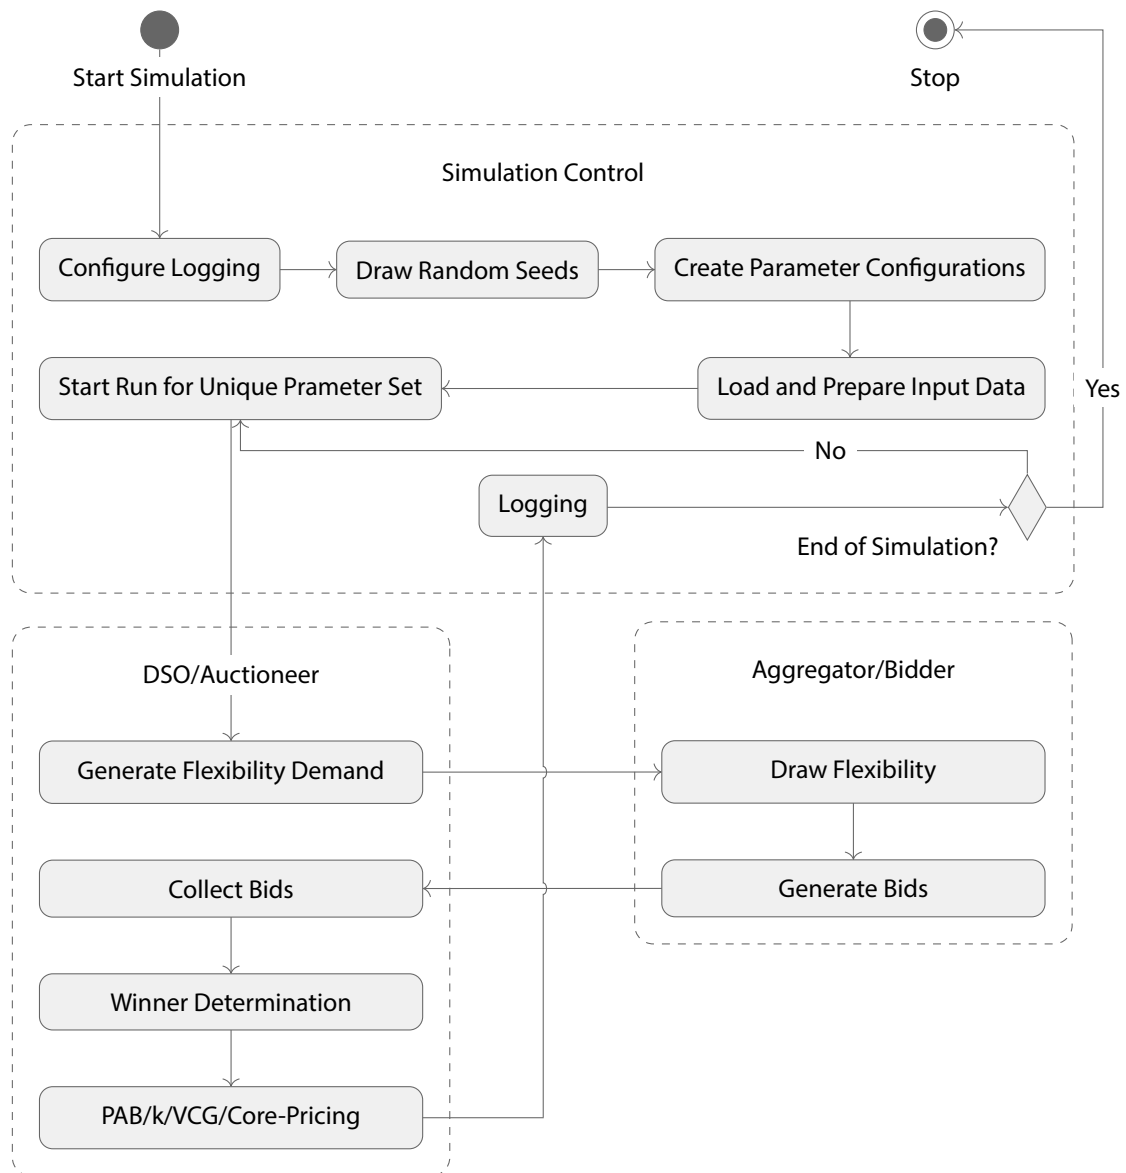 Start Simulation
Stop
Simulation Control
Configure Logging
Draw Random Seeds
Create Parameter Configurations
Start Run for Unique Prameter Set
Load and Prepare Input Data
Yes
No
Logging
End of Simulation?
DSO/Auctioneer
Aggregator/Bidder
Generate Flexibility Demand
Draw Flexibility
Collect Bids
Generate Bids
Winner Determination
PAB/k/VCG/Core-Pricing